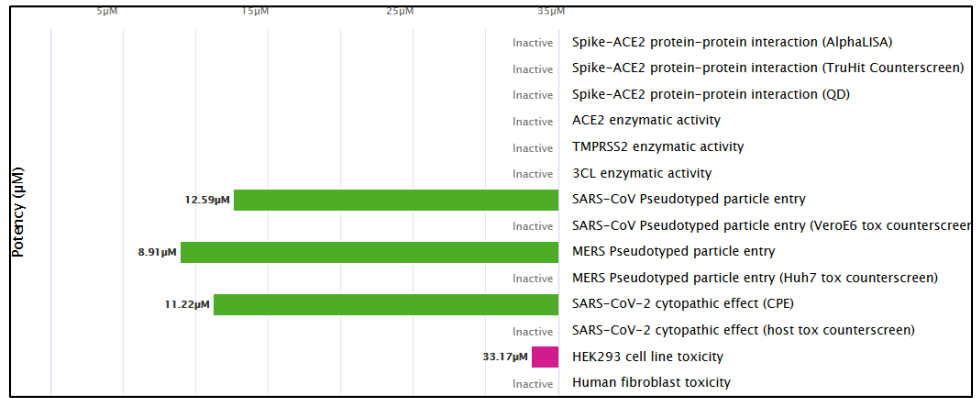 5μM 15μM 25μM 35μM
Inactive Spike-ACE2 protein-protein interaction (AlphaLISA)
Inactive Spike-ACE2 protein-protein interaction (TruHit Counterscreen)
Inactive Spike-ACE2 protein-protein interaction (QD)
Inactive ACE2 enzymatic activity
Inactive TMPRSS2 enzymatic activity
Inactive 3CL enzymatic activity
Potency (μM)
12.59μM SARS-CoV Pseudotyped particle entry
Inactive SARS-CoV Pseudotyped particle entry (VeroE6 tox counterscreen
8.91μM MERS Pseudotyped particle entry
Inactive MERS Pseudotyped particle entry (Huh7 tox counterscreen)
11.22μM SARS-CoV-2 cytopathic effect (CPE)
Inactive SARS-CoV-2 cytopathic effect (host tox counterscreen)
33.17μM HEK293 cell line toxicity
Inactive Human fibroblast toxicity